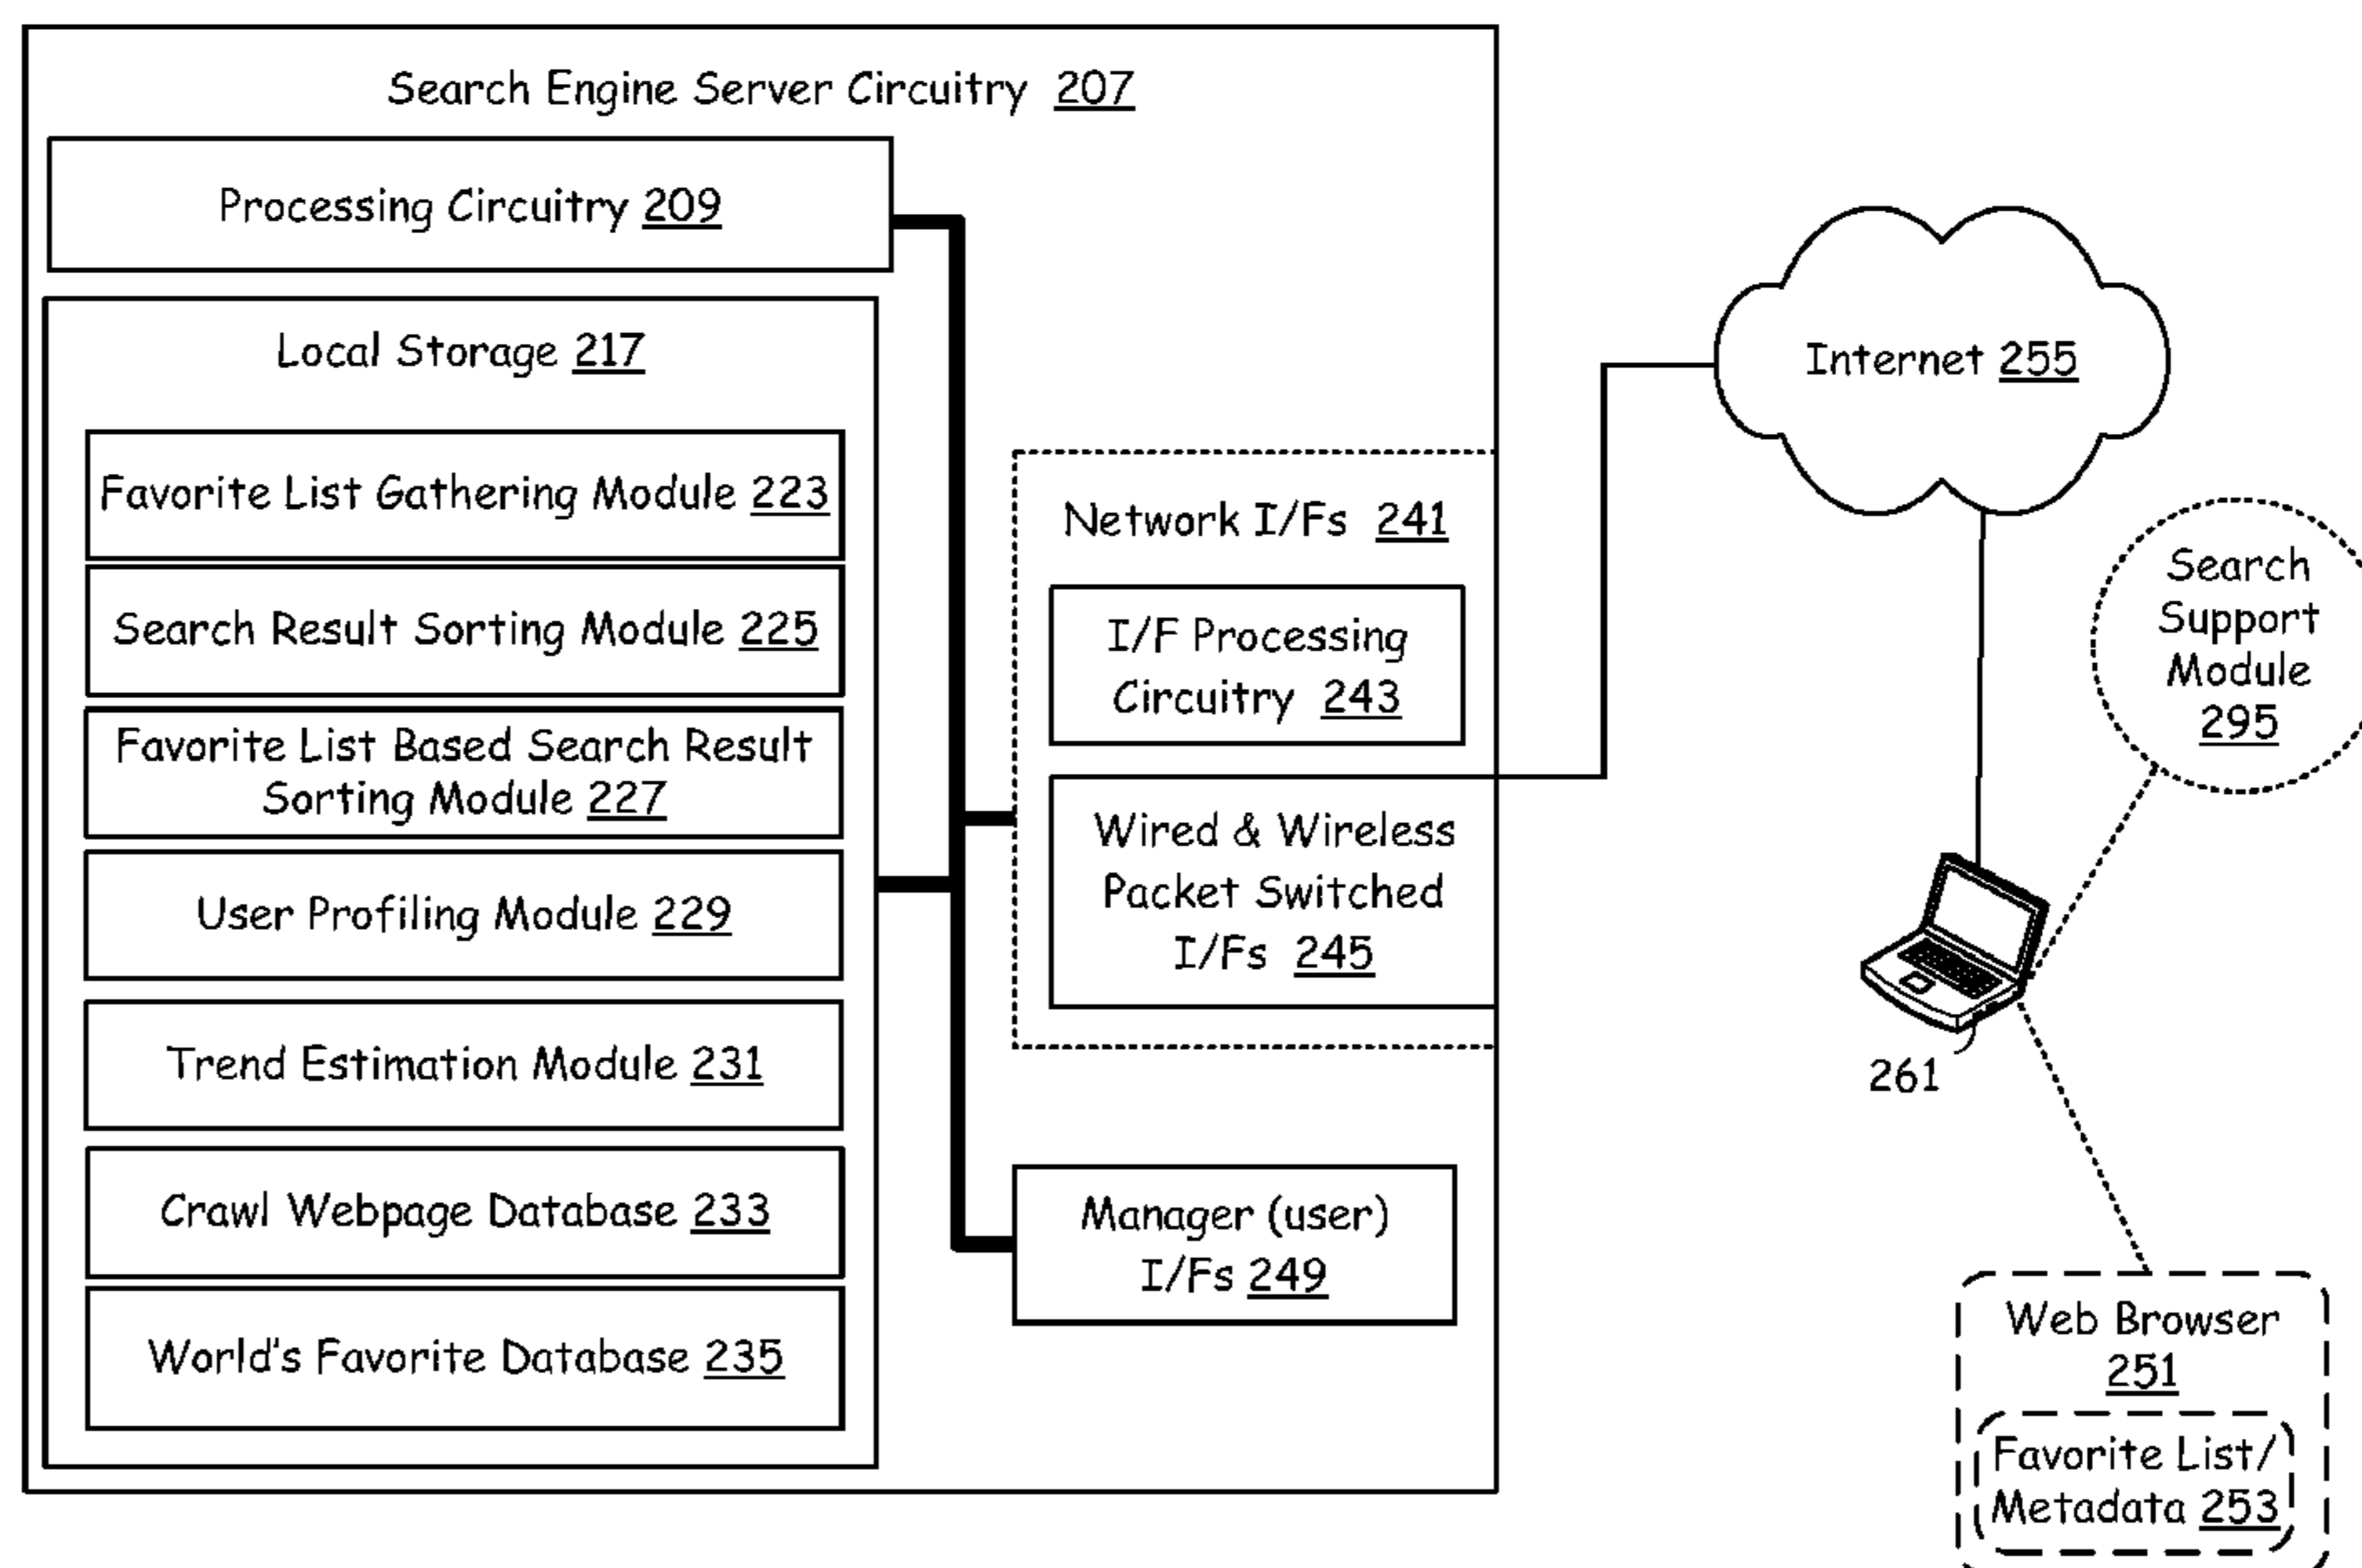 Search Engine Server Circuitry 207
Processing Circuitry 209
Local Storage 217
Favorite List Gathering Module 223
Search Result Sorting Module 225
Favorite List Based Search Result
Sorting Module 227
User Profiling Module 229
Trend Estimation Module 231
Crawl Webpage Database 233
World's Favorite Database 235
Network I/Fs 241
I/F Processing
Circuitry 243
Wired & Wireless
Packet Switched
I/Fs 245
Manager (user)
I/Fs 249
Internet 255
Search
Support
Module
295
261
Web Browser
251
Favorite List/
Metadata 253